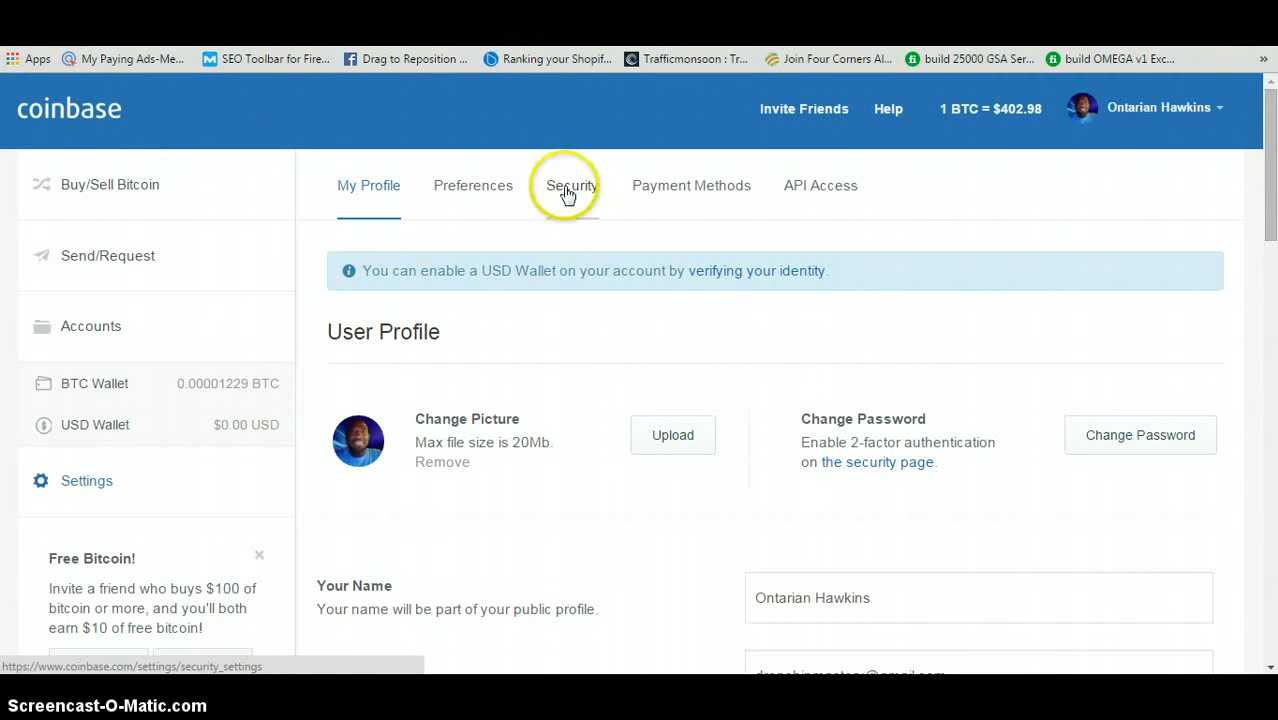 Apps My Paying Ads-Me... SEO Toolbar for Fire... Drag to Reposition ... Ranking your Shopif... Trafficmonsoon : Tr... Join Four Corners Al... build 25000 GSA Ser... build OMEGA v1 Exc... »
coinbase Invite Friends Help 1 BTC = $402.98 Ontarian Hawkins
Buy/Sell Bitcoin
Send/Request
Accounts
BTC Wallet 0.00001229 BTC
USD Wallet $0.00 USD
Settings
Free Bitcoin! ×
Invite a friend who buys $100 of
bitcoin or more, and you'll both
earn $10 of free bitcoin!
My Profile Preferences Security Payment Methods API Access
You can enable a USD Wallet on your account by verifying your identity.
User Profile
Change Picture
Max file size is 20Mb.
Remove
Upload
Change Password
Enable 2-factor authentication
on the security page.
Change Password
Your Name
Your name will be part of your public profile.
Ontarian Hawkins
https://www.coinbase.com/settings/security_settings
Screencast-O-Matic.com